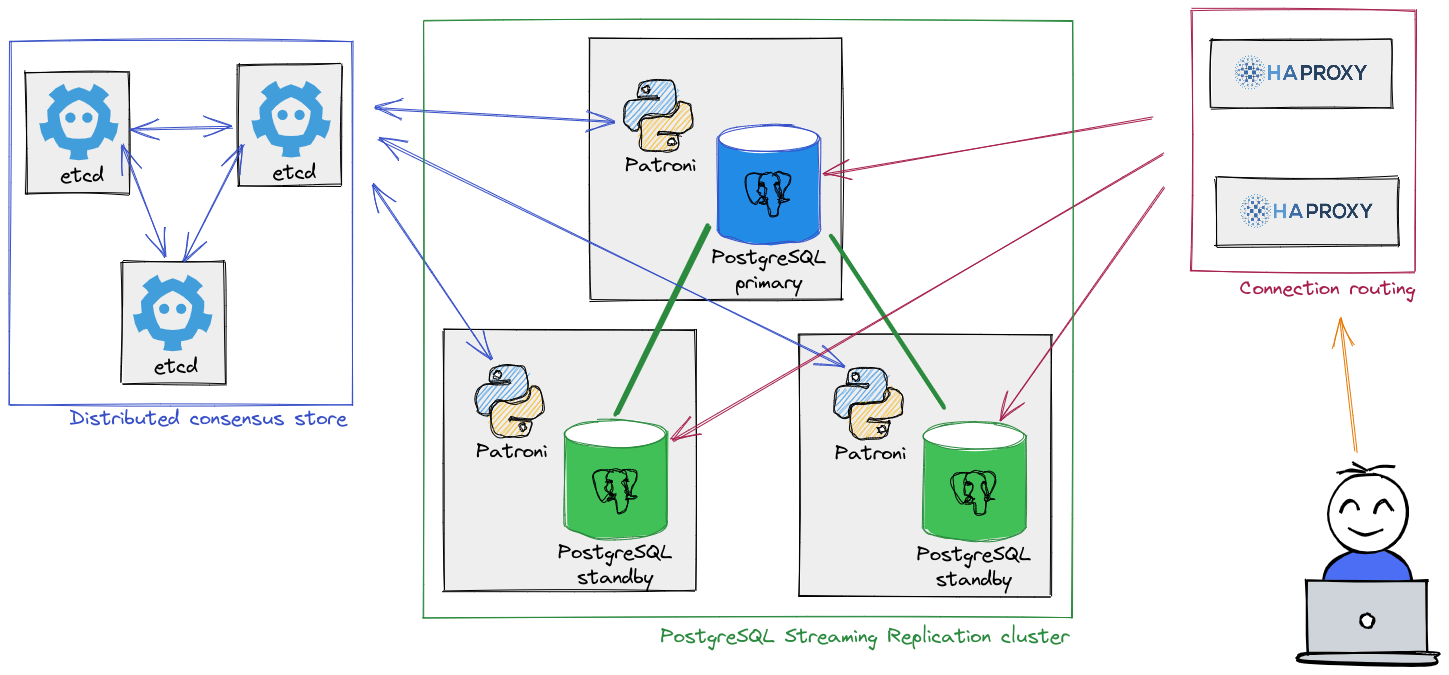 etcd
etcd
etcd
Distributed consensus store
Patroni
PostgreSQL
primary
Patroni
PostgreSQL
standby
Patroni
PostgreSQL
standby
PostgreSQL Streaming Replication cluster
HAPROXY
HAPROXY
Connection routing